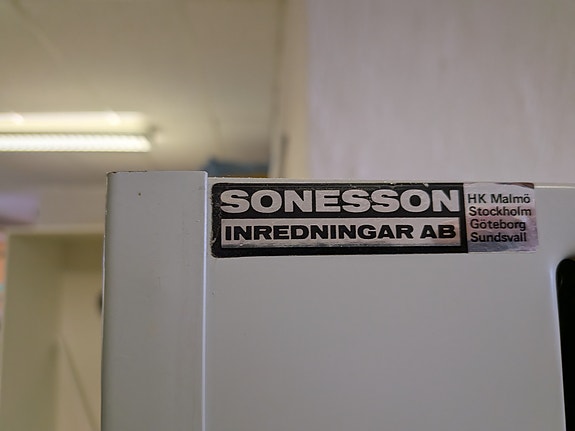 SONESSON
INREDNINGAR AB
HK Malmö
Stockholm
Göteborg
Sundsvall